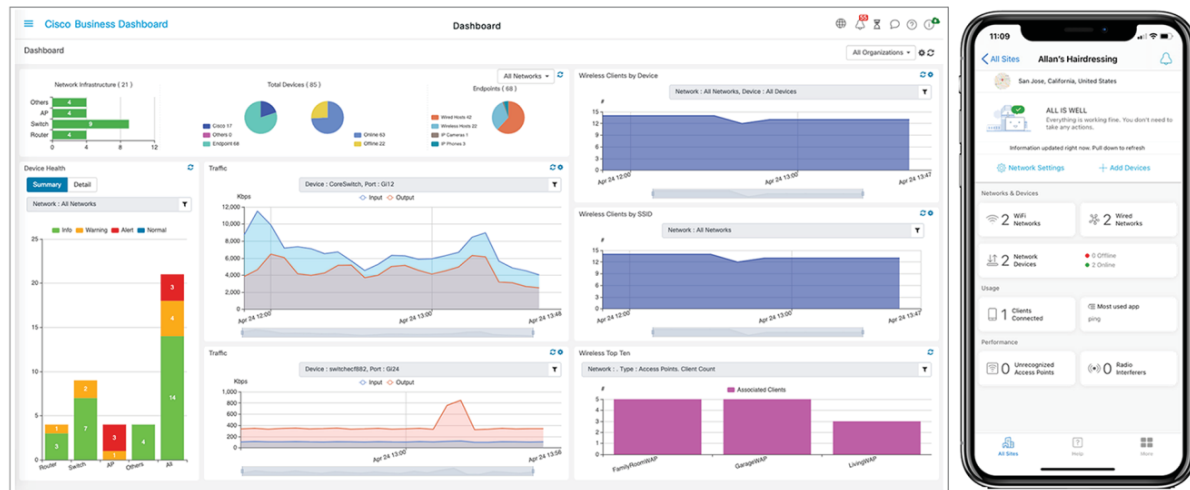 Cisco Business Dashboard
Dashboard
55
Dashboard
All Organizations
All Networks
Network Infrastructure ( 21 )
Others 4
AP 4
Switch 9
Router 4
0 4 8 12
Total Devices ( 85 )
Cisco 17
Others 0
Endpoint 68
Online 63
Offline 22
Endpoints ( 68 )
Wired Hosts 42
Wireless Hosts 22
IP Cameras 1
IP Phones 3
Device Health
Summary Detail
Network : All Networks
Info Warning Alert Normal
25
20
15
10
5
0
1
3
2
7
3
1
4
3
4
14
Router Switch AP Others All
Traffic
Device : CoreSwitch, Port : GI12
Kbps
Input Output
12,000
10,000
8,000
6,000
4,000
2,000
0
Apr 24 12:00 Apr 24 13:00 Apr 24 13:48
Traffic
Device : switchecf882, Port : GI24
Kbps
Input Output
1,000
800
600
400
200
0
Apr 24 13:00 Apr 24 13:56
Wireless Clients by Device
Network : All Networks, Device : All Devices
#
15
12
9
6
3
0
Apr 24 12:00 Apr 24 13:00 Apr 24 13:47
Wireless Clients by SSID
Network : All Networks
#
15
12
9
6
3
0
Apr 24 12:00 Apr 24 13:00 Apr 24 13:47
Wireless Top Ten
Network : . Type : Access Points. Client Count
#
Associated Clients
5
4
3
2
1
0
FamilyRoomWAP GarageWAP LivingWAP
11:09
All Sites Allan's Hairdressing
San Jose, California, United States
ALL IS WELL
Everything is working fine. You don't need to
take any actions.
Information updated right now. Pull down to refresh
Network Settings + Add Devices
Networks & Devices
2 WiFi Networks
2 Wired Networks
2 Network Devices
0 Offline
2 Online
Usage
1 Clients Connected
Most used app
ping
Performance
0 Unrecognized Access Points
0 Radio Interferers
All Sites Help More